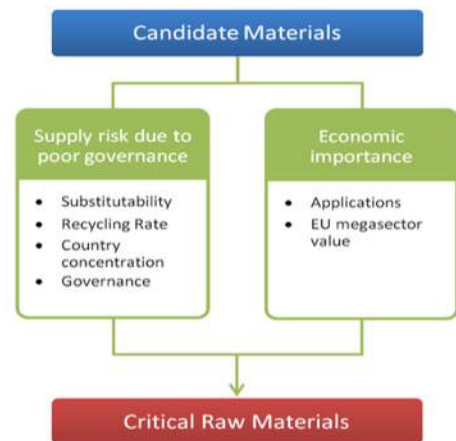 Candidate Materials
Supply risk due to
poor governance
• Substitutability
• Recycling Rate
• Country
concentration
• Governance
Economic
importance
• Applications
• EU megasector
value
Critical Raw Materials